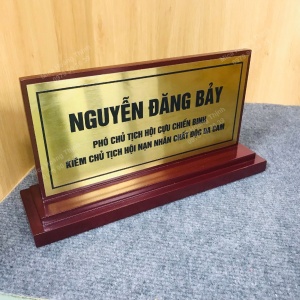 NGUYỄN ĐĂNG BẢY
PHÓ CHỦ TỊCH HỘI CỰU CHIẾN BINH
KIÊM CHỦ TỊCH HỘI NẠN NHÂN CHẤT ĐỘC DA CAM